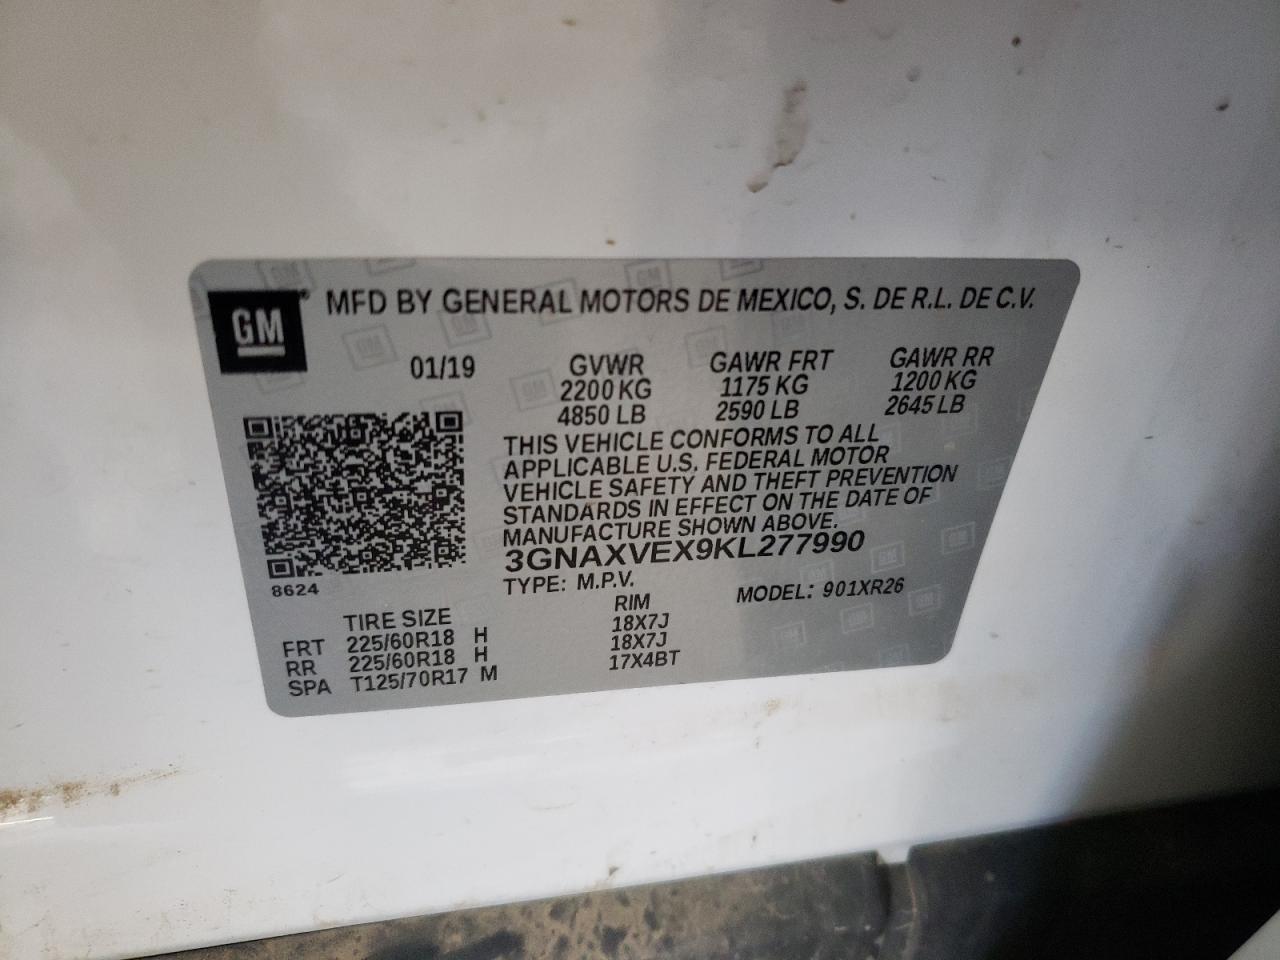 GM
MFD BY GENERAL MOTORS DE MEXICO, S. DE R.L. DE C.V.
01/19 GVWR GAWR FRT GAWR RR
2200 KG 1175 KG 1200 KG
4850 LB 2590 LB 2645 LB
THIS VEHICLE CONFORMS TO ALL
APPLICABLE U.S. FEDERAL MOTOR
VEHICLE SAFETY AND THEFT PREVENTION
STANDARDS IN EFFECT ON THE DATE OF
MANUFACTURE SHOWN ABOVE.
3GNAXVEX9KL277990
8624
TYPE: M.P.V. MODEL: 901XR26
TIRE SIZE RIM
FRT 225/60R18 H 18X7J
RR 225/60R18 H 18X7J
SPA T125/70R17 M 17X4BT